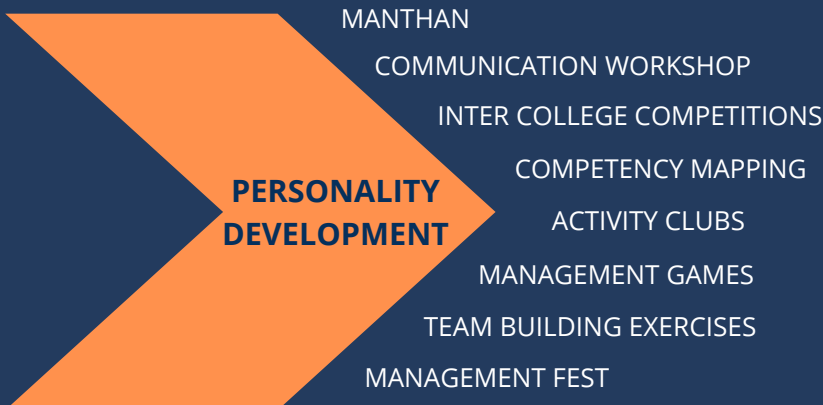 MANTHAN
COMMUNICATION WORKSHOP
INTER COLLEGE COMPETITIONS
COMPETENCY MAPPING
PERSONALITY
DEVELOPMENT
ACTIVITY CLUBS
MANAGEMENT GAMES
TEAM BUILDING EXERCISES
MANAGEMENT FEST